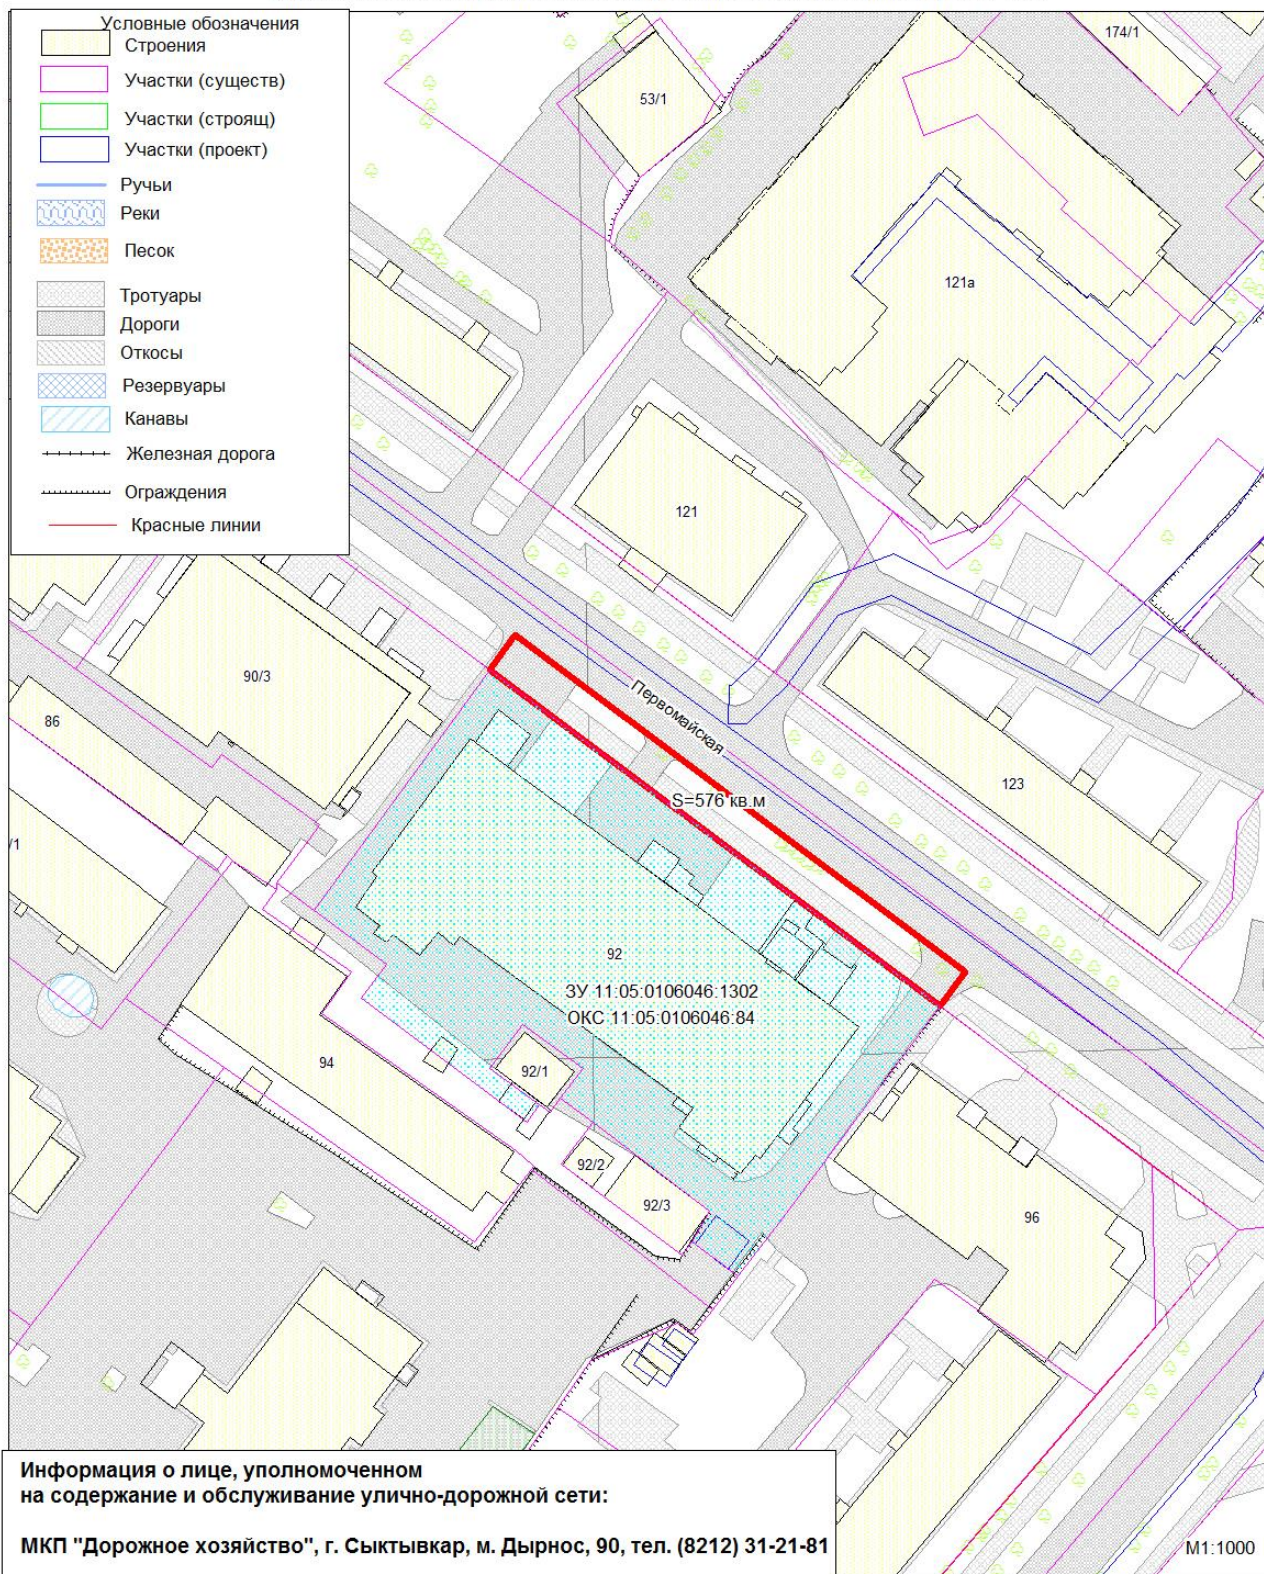 Условные обозначения
Строения
Участки (существ)
Участки (строящ)
Участки (проект)
Ручьи
Реки
Песок
Тротуары
Дороги
Откосы
Резервуары
Канавы
Железная дорога
Ограждения
Красные линии
174/1
53/1
121а
121
90/3
86
Первомайская
123
S=576 кв.м
/1
92
ЗУ 11:05:0106046:1302
ОКС 11:05:0106046:84
94
92/1
92/2
92/3
96
Информация о лице, уполномоченном
на содержание и обслуживание улично-дорожной сети:
МКП "Дорожное хозяйство", г. Сыктывкар, м. Дырнос, 90, тел. (8212) 31-21-81
М1:1000